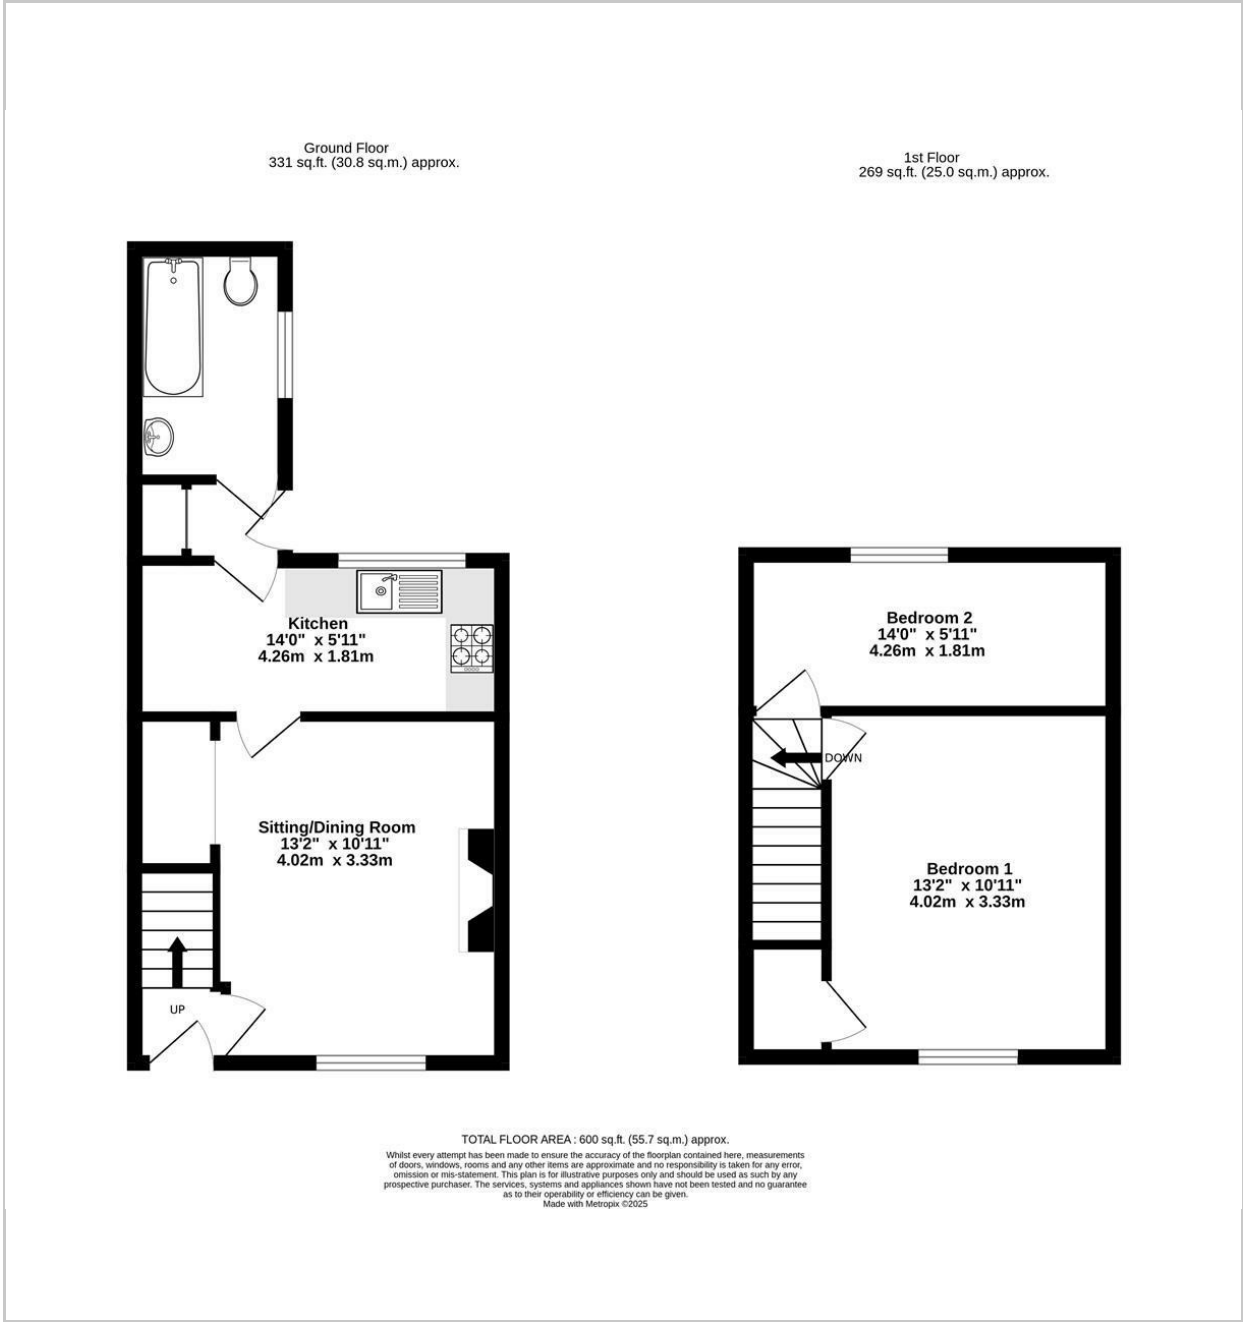 Ground Floor
331 sq.ft. (30.8 sq.m.) approx.
1st Floor
269 sq.ft. (25.0 sq.m.) approx.
Kitchen
14'0" x 5'11"
4.26m x 1.81m
Sitting/Dining Room
13'2" x 10'11"
4.02m x 3.33m
UP
Bedroom 2
14'0" x 5'11"
4.26m x 1.81m
DOWN
Bedroom 1
13'2" x 10'11"
4.02m x 3.33m
TOTAL FLOOR AREA : 600 sq.ft. (55.7 sq.m.) approx.
Whilst every attempt has been made to ensure the accuracy of the floorplan contained here, measurements
of doors, windows, rooms and any other items are approximate and no responsibility is taken for any error,
omission or mis-statement. This plan is for illustrative purposes only and should be used as such by any
prospective purchaser. The services, systems and appliances shown have not been tested and no guarantee
as to their operability or efficiency can be given.
Made with Metropix ©2025